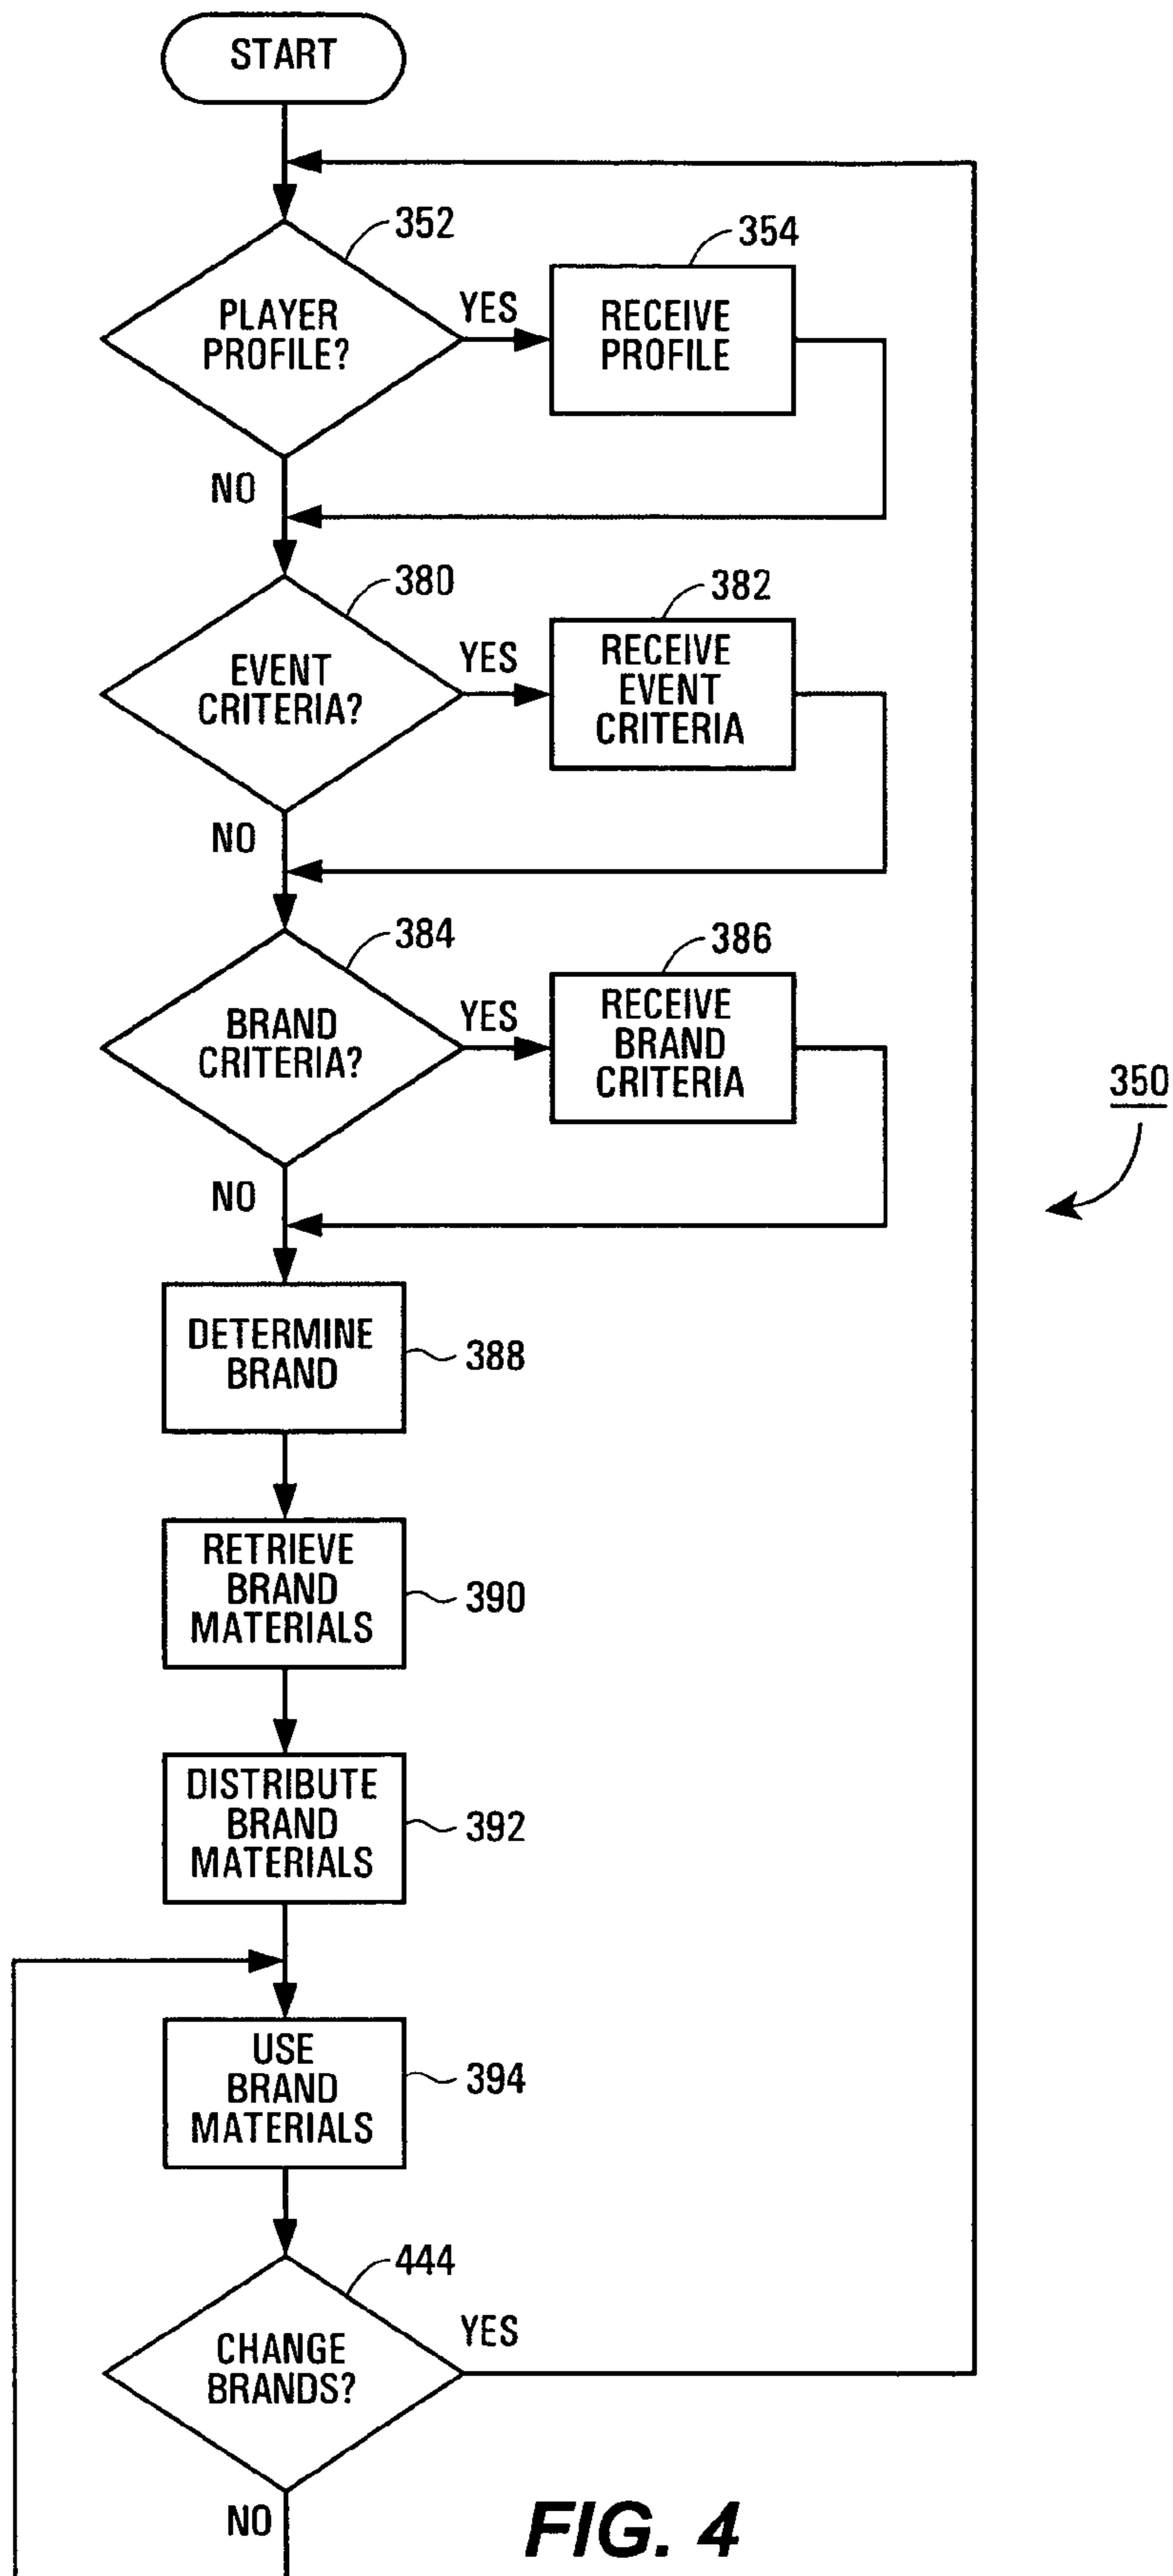 START
352
PLAYER
PROFILE?
YES
354
RECEIVE
PROFILE
NO
380
EVENT
CRITERIA?
YES
382
RECEIVE
EVENT
CRITERIA
NO
384
BRAND
CRITERIA?
YES
386
RECEIVE
BRAND
CRITERIA
350
NO
DETERMINE
BRAND
388
RETRIEVE
BRAND
MATERIALS
390
DISTRIBUTE
BRAND
MATERIALS
392
USE
BRAND
MATERIALS
394
444
CHANGE
BRANDS?
YES
NO
FIG. 4